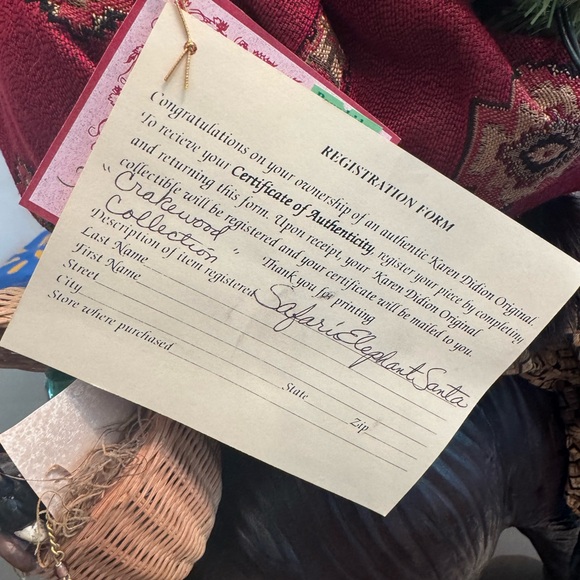 REGISTRATION FORM
Congratulations on your ownership of an authentic Karen Didion Original.
To recieve your Certificate of Authenticity, register your piece by completing
and returning this form. Upon receipt, your Karen Didion Original
collectible will be registered and your certificate will be mailed to you.
Thank you for printing
"Crakewood
Collection"
Description of item registered Safari Elephant Santa
Last Name
First Name
Street
City State Zip
Store where purchased